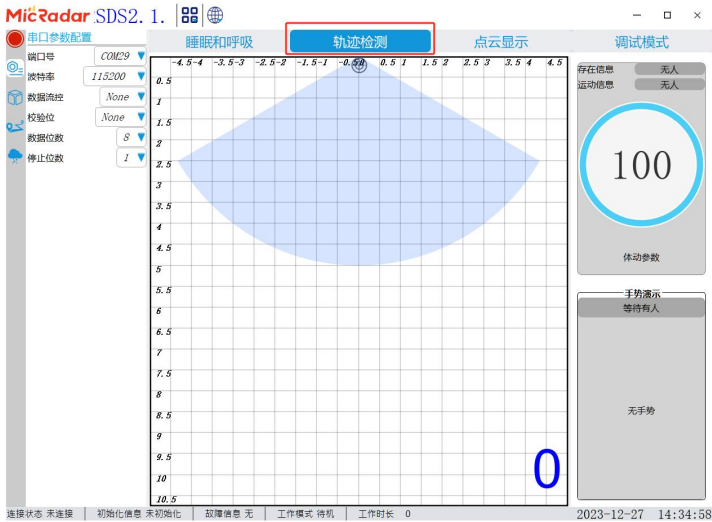 MicRadar SDS2.1.
串口参数配置
睡眠和呼吸 轨迹检测 点云显示 调试模式
端口号 COM29
波特率 115200
数据流控 None
校验位 None
数据位数 8
停止位数 1
-4.5-4 -3.5-3 -2.5-2 -1.5-1 -0.50 0.5 1 1.5 2 2.5 3 3.5 4 4.5
0.5
1
1.5
2
2.5
3
3.5
4
4.5
5
5.5
6
6.5
7
7.5
8
8.5
9
9.5
10
10.5
0
存在信息 无人
运动信息 无人
100
体动参数
手势演示
等待有人
无手势
连接状态 未连接 初始化信息 未初始化 故障信息 无 工作模式 待机 工作时长 0 2023-12-27 14:34:58